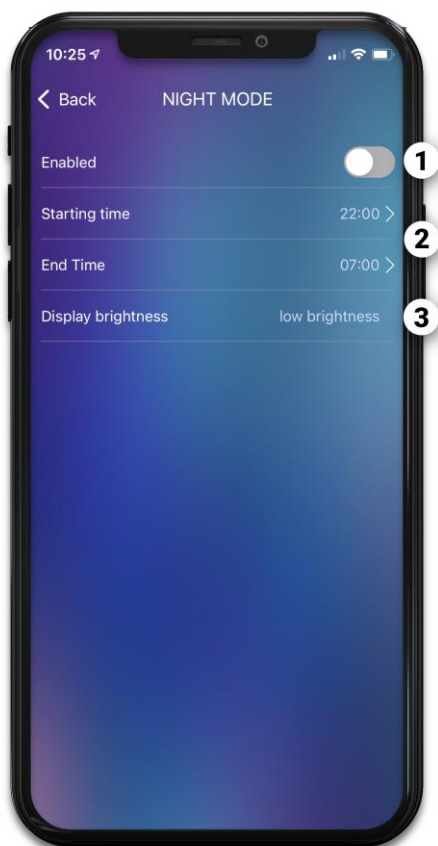 10:25
Back NIGHT MODE
Enabled 1
Starting time 22:00
2
End Time 07:00
Display brightness low brightness 3